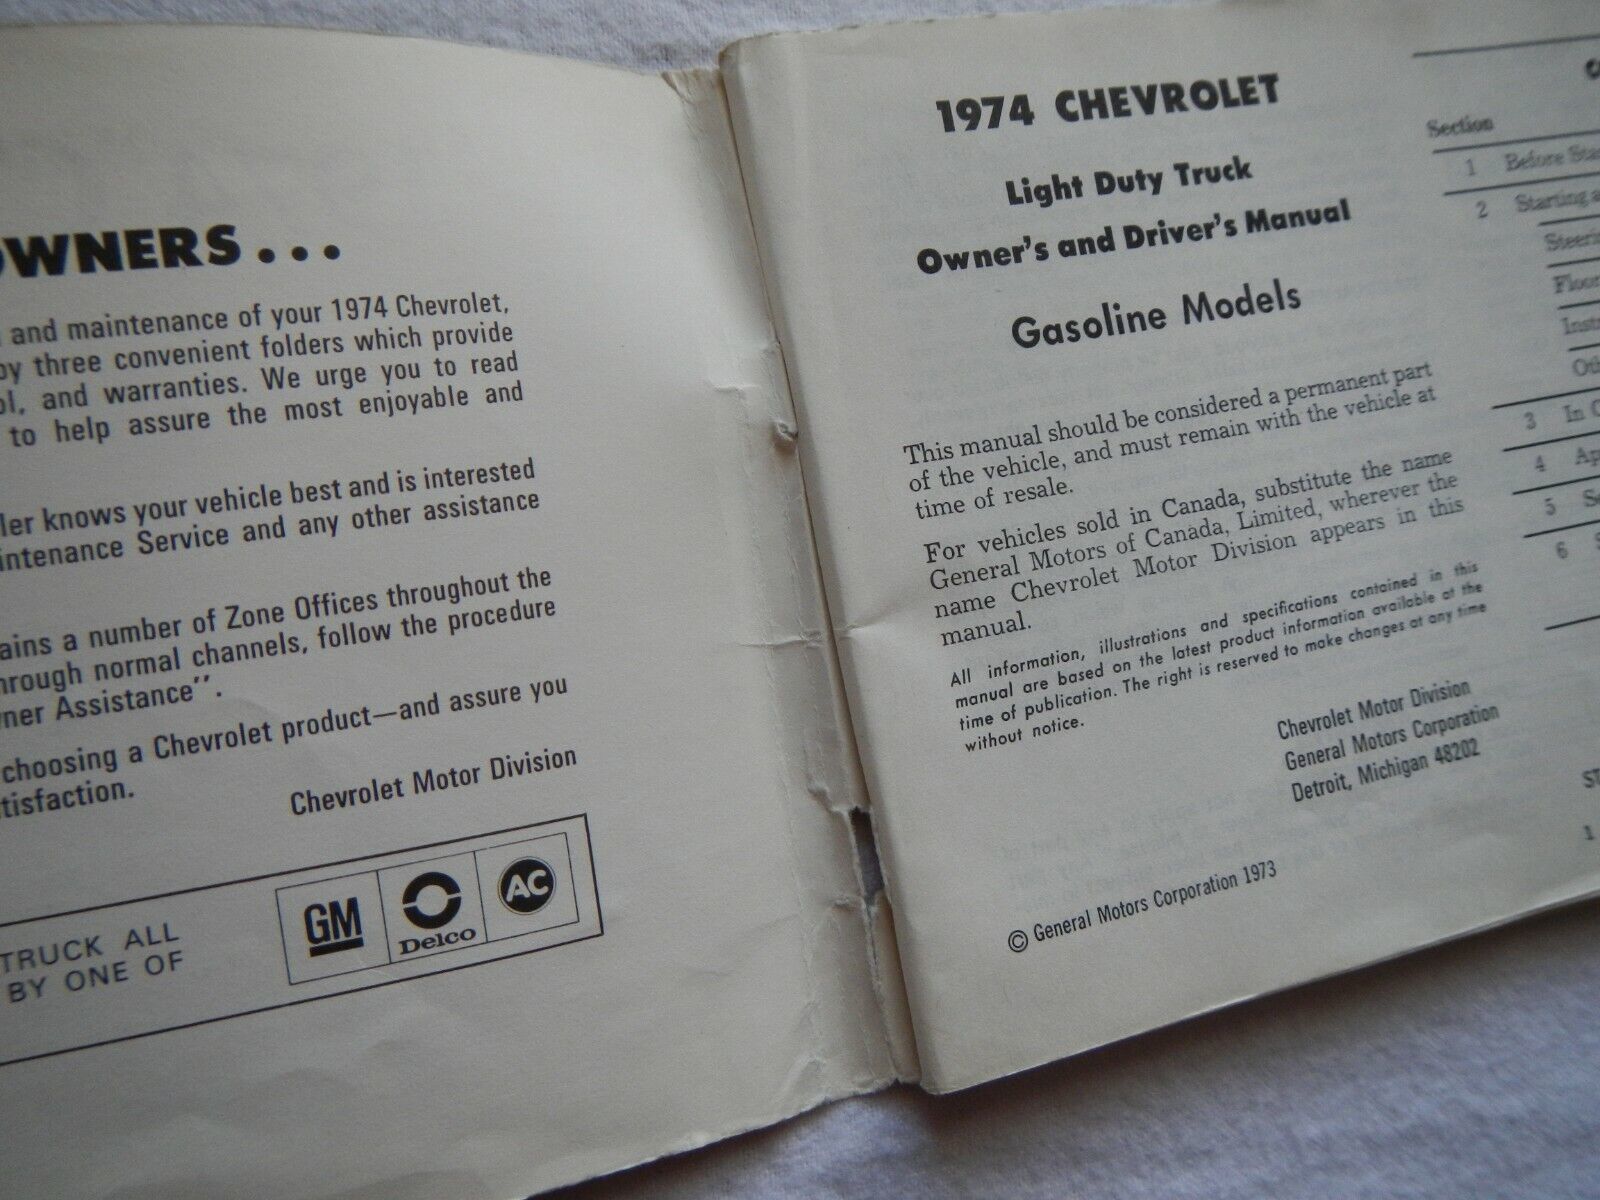 OWNERS...
and maintenance of your 1974 Chevrolet,
by three convenient folders which provide
and warranties. We urge you to read
to help assure the most enjoyable and
knows your vehicle best and is interested
Service and any other assistance
a number of Zone Offices throughout the
through normal channels, follow the procedure
Assistance".
choosing a Chevrolet product—and assure you
Chevrolet Motor Division
TRUCK ALL
BY ONE OF
GM
Delco
AC
1974 CHEVROLET
Light Duty Truck
Owner's and Driver's Manual
Gasoline Models
This manual should be considered a permanent part
of the vehicle, and must remain with the vehicle at
time of resale.
For vehicles sold in Canada, substitute the name
General Motors of Canada, Limited, wherever the
name Chevrolet Motor Division appears in this
manual.
All information, illustrations and specifications contained in this
manual are based on the latest product information available at the
time of publication. The right is reserved to make changes at any time
without notice.
Chevrolet Motor Division
General Motors Corporation
Detroit, Michigan 48202
© General Motors Corporation 1973
Section
1 Before
2 Starting
3 In
4
5
6
1